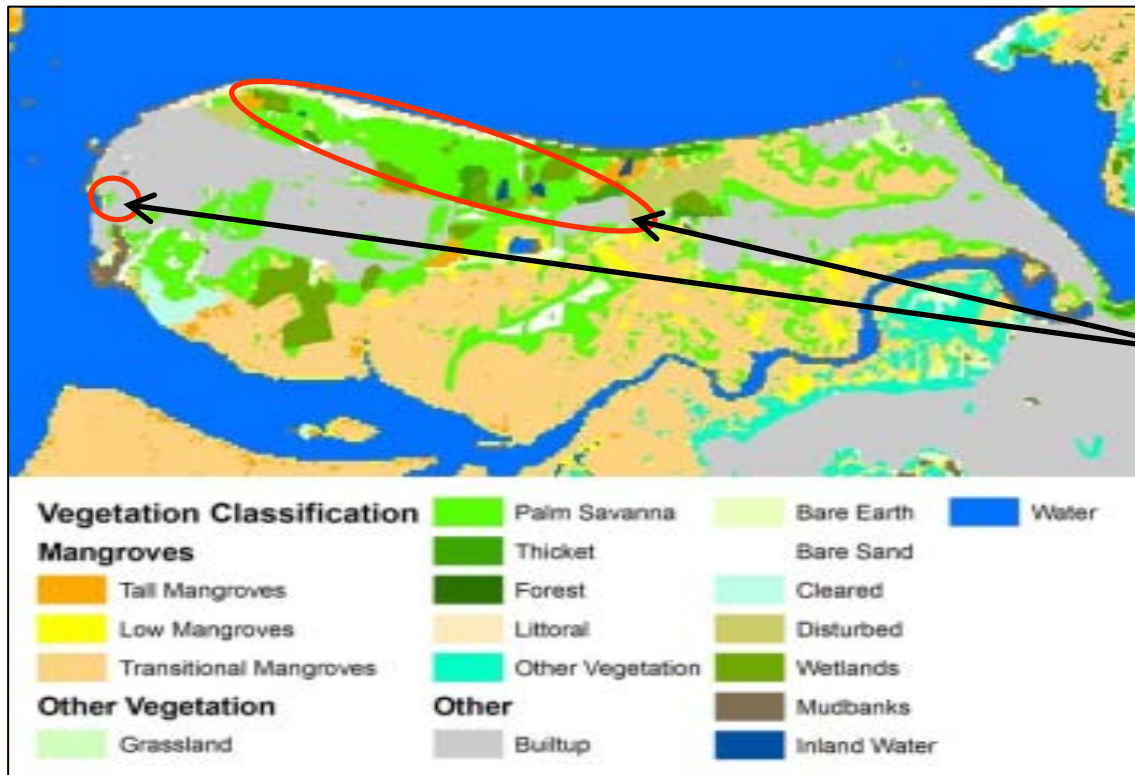 Vegetation Classification
Mangroves
Tall Mangroves
Low Mangroves
Transitional Mangroves
Other Vegetation
Grassland
Palm Savanna
Thicket
Forest
Littoral
Other Vegetation
Other
Builtup
Bare Earth
Bare Sand
Cleared
Disturbed
Wetlands
Mudbanks
Inland Water
Water